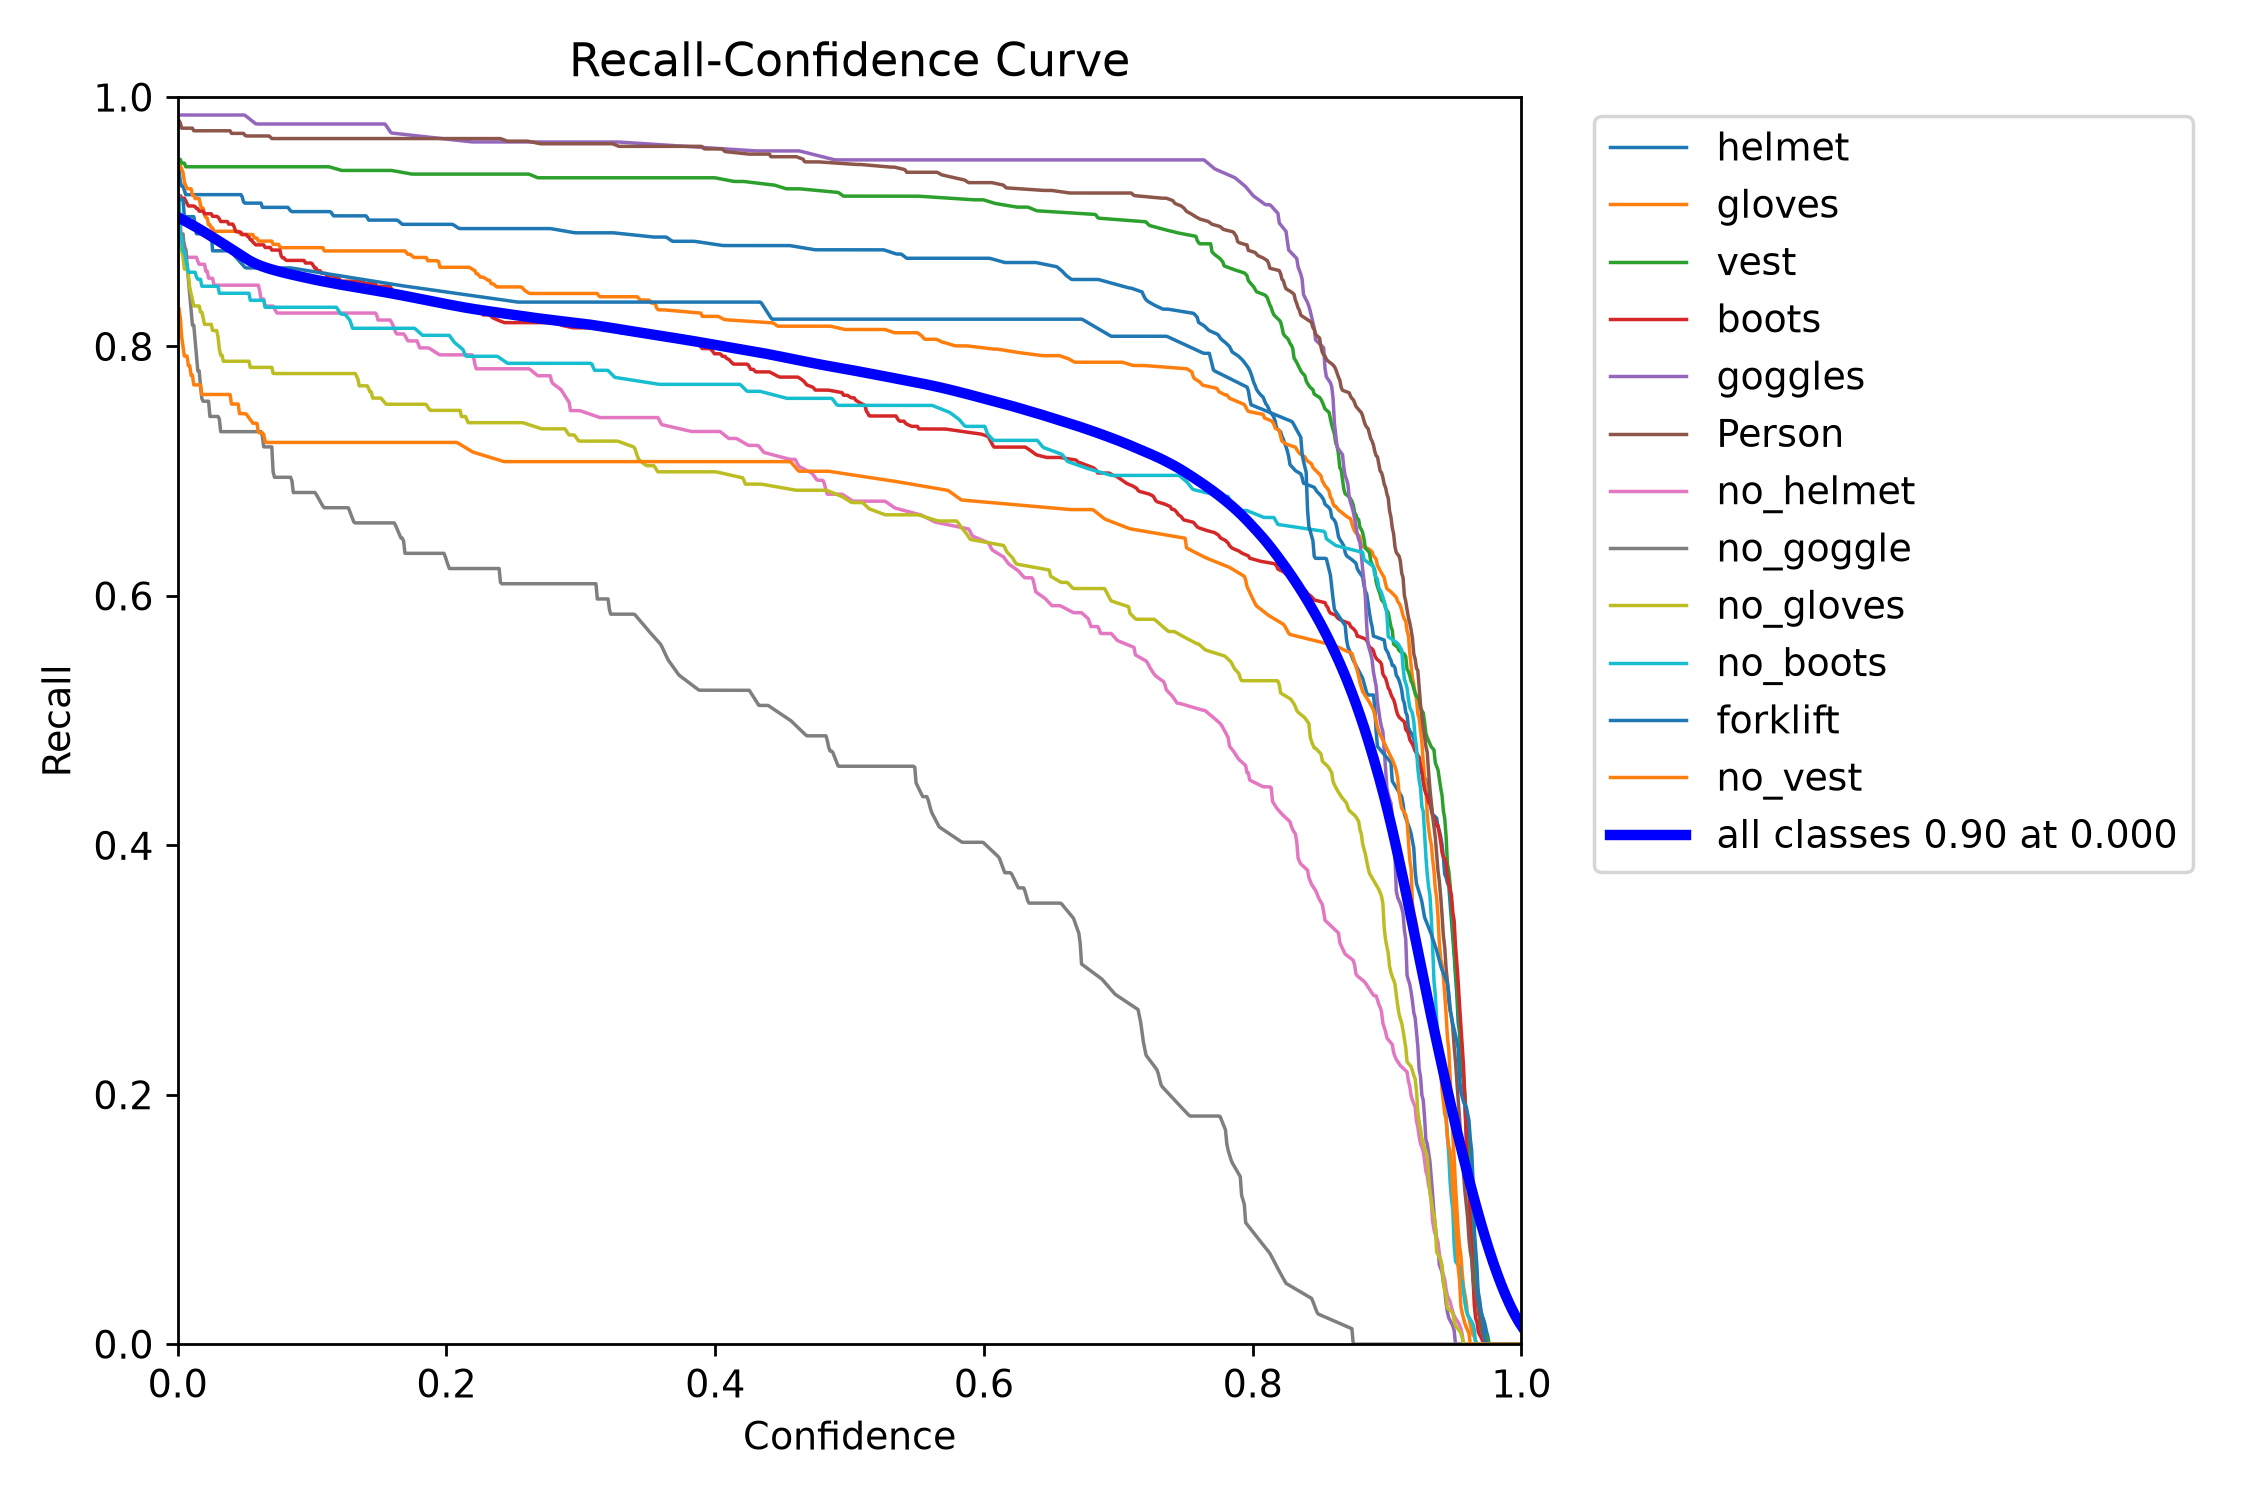 Recall-Confidence Curve
1.0
0.8
0.6
0.4
0.2
0.0
Recall
0.0 0.2 0.4 0.6 0.8 1.0
Confidence
helmet
gloves
vest
boots
goggles
Person
no_helmet
no_goggle
no_gloves
no_boots
forklift
no_vest
all classes 0.90 at 0.000